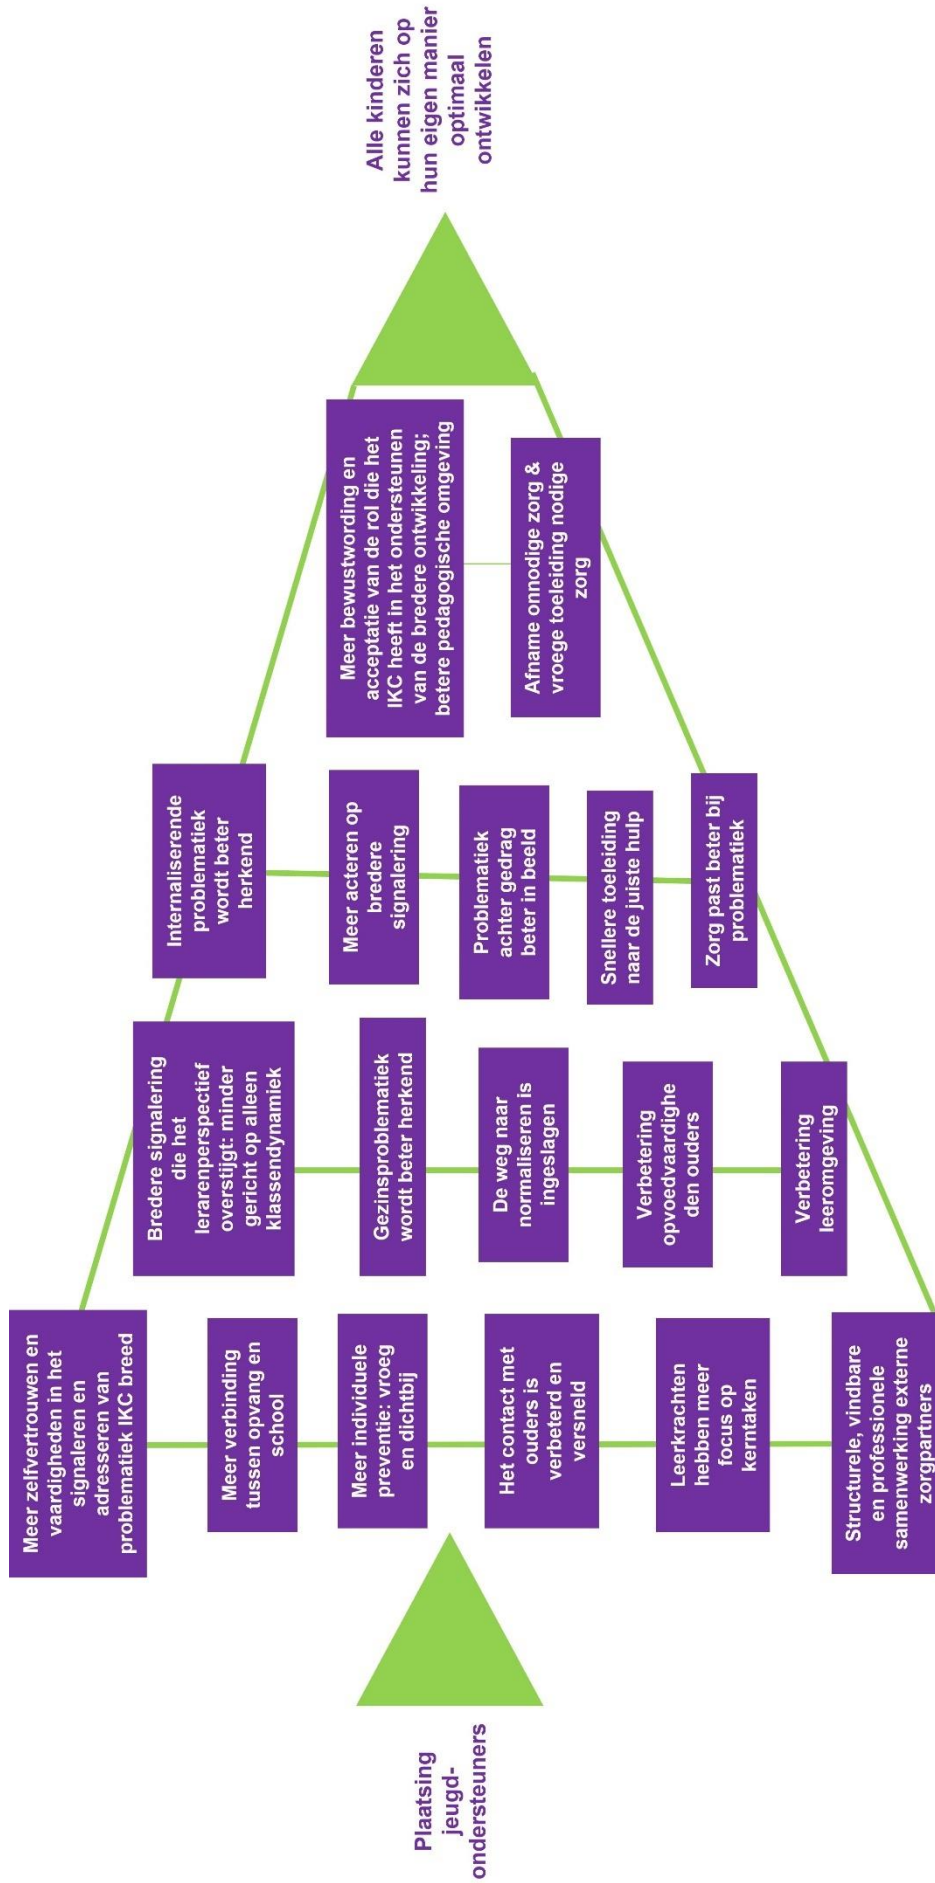 Plaatsing
jeugd-
ondersteuners
Meer zelfvertrouwen en
vaardigheden in het
signaleren en
adresseren van
problematiek IKC breed
Meer verbinding
tussen opvang en
school
Meer individuele
preventie: vroeg
en dichtbij
Het contact met
ouders is
verbeterd en
versneld
Leerkrachten
hebben meer
focus op
kerntaken
Structurele, vindbare
en professionele
samenwerking externe
zorgpartners
Bredere signalering
die het
lerarenperspectief
overstijgt: minder
gericht op alleen
klassendynamiek
Gezinsproblematiek
wordt beter herkend
De weg naar
normaliseren is
ingeslagen
Verbetering
opvoedvaardighe
den ouders
Verbetering
leeromgeving
Internaliserende
problematiek
wordt beter
herkend
Meer acteren op
bredere
signalering
Problematiek
achter gedrag
beter in beeld
Snellere toeleiding
naar de juiste hulp
Zorg past beter bij
problematiek
Meer bewustwording en
acceptatie van de rol die het
IKC heeft in het ondersteunen
van de bredere ontwikkeling;
betere pedagogische omgeving
Afname onnodige zorg &
vroege toeleiding nodige
zorg
Alle kinderen
kunnen zich op
hun eigen manier
optimaal
ontwikkelen